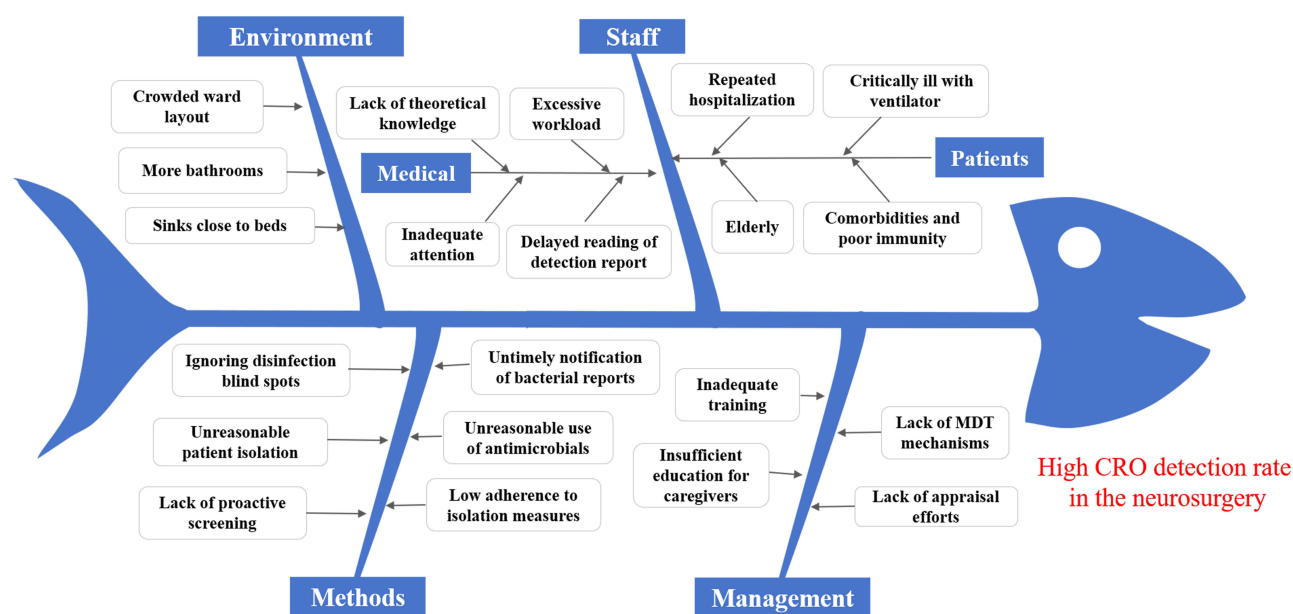 Environment
Staff
Crowded ward
layout
More bathrooms
Sinks close to beds
Lack of theoretical
knowledge
Excessive
workload
Medical
Inadequate
attention
Delayed reading of
detection report
Repeated
hospitalization
Critically ill with
ventilator
Patients
Elderly
Comorbidities and
poor immunity
Ignoring disinfection
blind spots
Untimely notification
of bacterial reports
Unreasonable
patient isolation
Unreasonable use
of antimicrobials
Lack of proactive
screening
Low adherence to
isolation measures
Methods
Inadequate
training
Lack of MDT
mechanisms
Insufficient
education for
caregivers
Lack of appraisal
efforts
Management
High CRO detection rate
in the neurosurgery